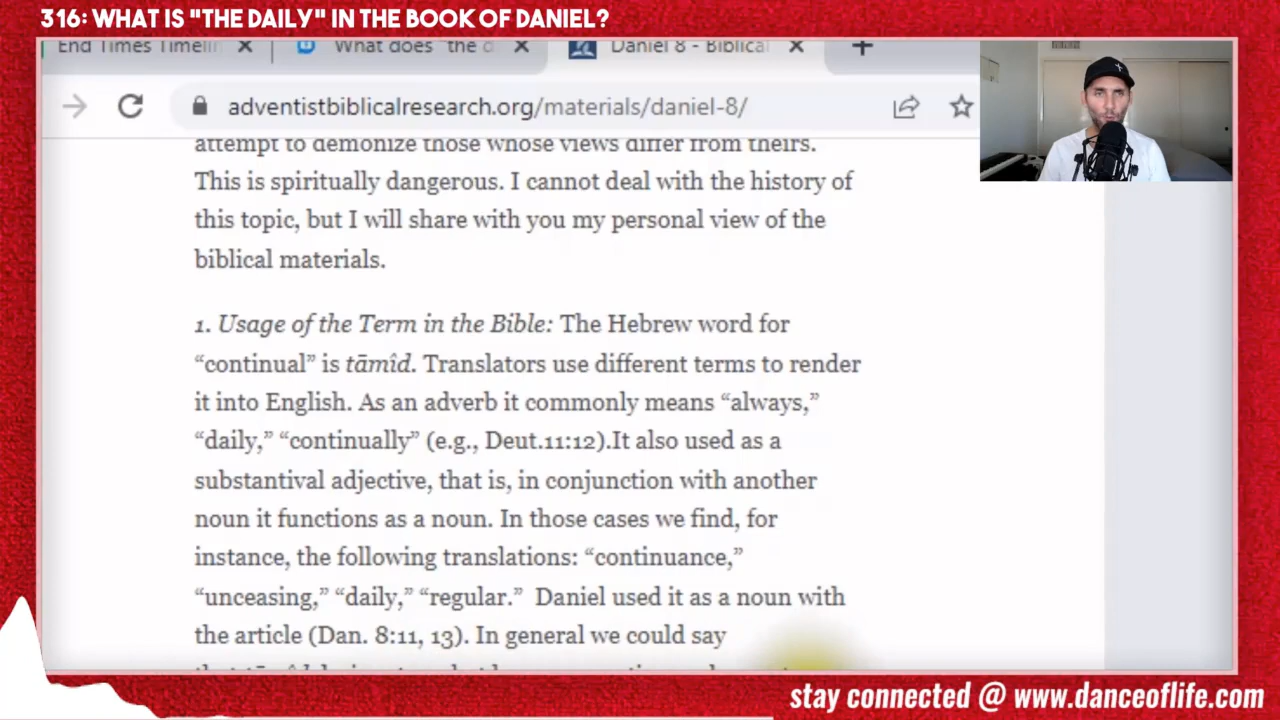 316: WHAT IS "THE DAILY" IN THE BOOK OF DANIEL?
End Times Timeli
What does "the d
Daniel 8 - Biblical
adventistbiblicalresearch.org/materials/daniel-8/
attempt to demonize those whose views differ from theirs.
This is spiritually dangerous. I cannot deal with the history of
this topic, but I will share with you my personal view of the
biblical materials.
1. Usage of the Term in the Bible: The Hebrew word for
“continual” is tāmîd. Translators use different terms to render
it into English. As an adverb it commonly means “always,”
“daily,” “continually” (e.g., Deut.11:12).It also used as a
substantival adjective, that is, in conjunction with another
noun it functions as a noun. In those cases we find, for
instance, the following translations: “continuance,”
“unceasing,” “daily,” “regular.” Daniel used it as a noun with
the article (Dan. 8:11, 13). In general we could say
stay connected @ www.danceoflife.com